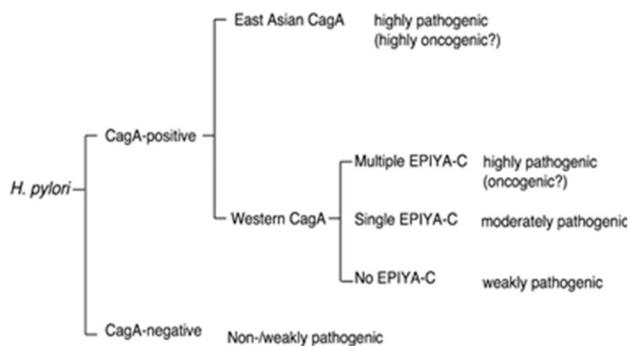 East Asian CagA highly pathogenic
(highly oncogenic?)
CagA-positive
Multiple EPIYA-C highly pathogenic
(oncogenic?)
H. pylori
Western CagA Single EPIYA-C moderately pathogenic
No EPIYA-C weakly pathogenic
CagA-negative Non-/weakly pathogenic